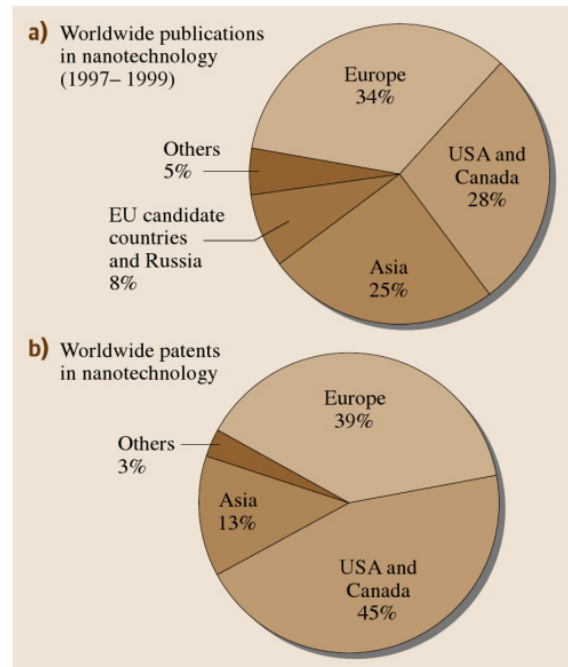 a) Worldwide publications
in nanotechnology
(1997– 1999)
Europe
34%
USA and
Canada
28%
Others
5%
EU candidate
countries
and Russia
8%
Asia
25%
b) Worldwide patents
in nanotechnology
Europe
39%
Others
3%
Asia
13%
USA and
Canada
45%